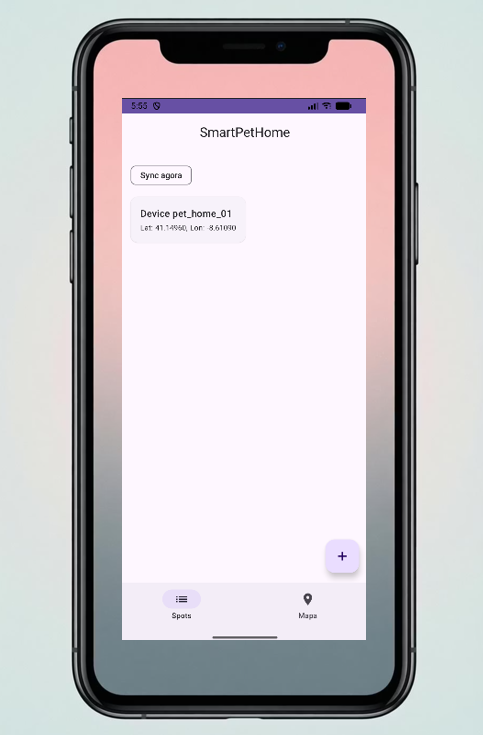 5:55
SmartPetHome
Sync agora
Device pet_home_01
Lat: 41.14960, Lon: -8.61090
+
Spots
Mapa